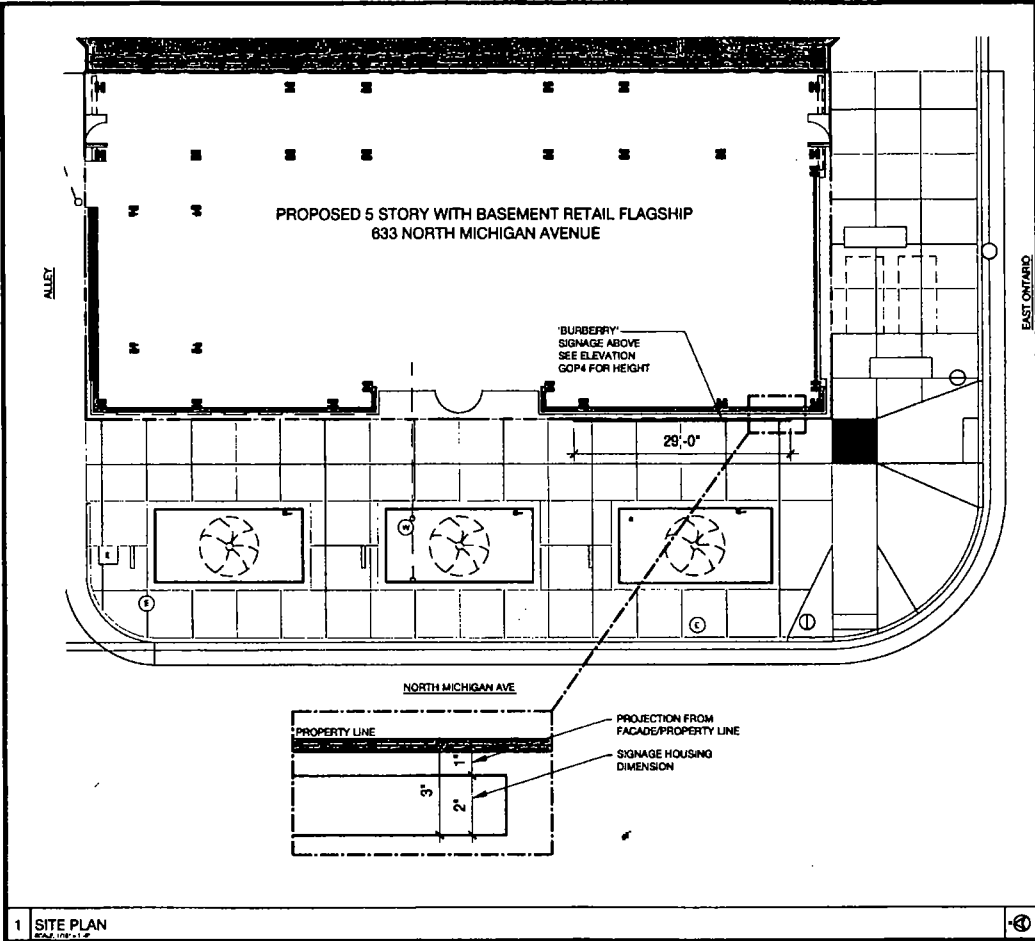 PROPOSED 5 STORY WITH BASEMENT RETAIL FLAGSHIP
633 NORTH MICHIGAN AVENUE
ALLEY
EAST ONTARIO
'BURBERRY'
SIGNAGE ABOVE
SEE ELEVATION
GOP4 FOR HEIGHT
29'-0"
NORTH MICHIGAN AVE
PROPERTY LINE
PROJECTION FROM
FACADE/PROPERTY LINE
SIGNAGE HOUSING
DIMENSION
1"
3"
2"
1 SITE PLAN